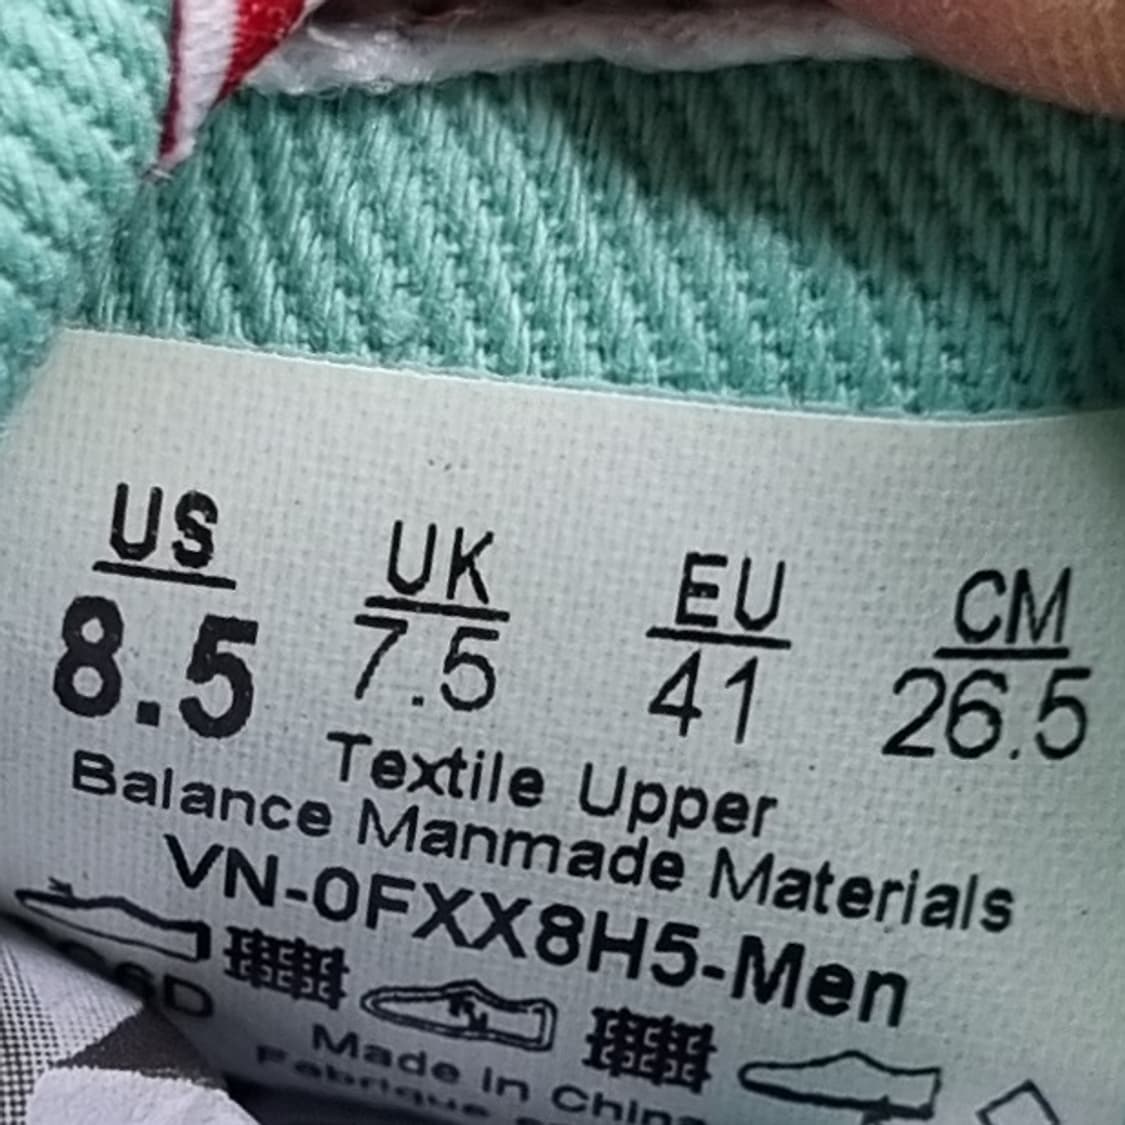 US UK EU CM
8.5 7.5 41 26.5
Textile Upper
Balance Manmade Materials
VN-0FXX8H5-Men
Made in China
Fabrique